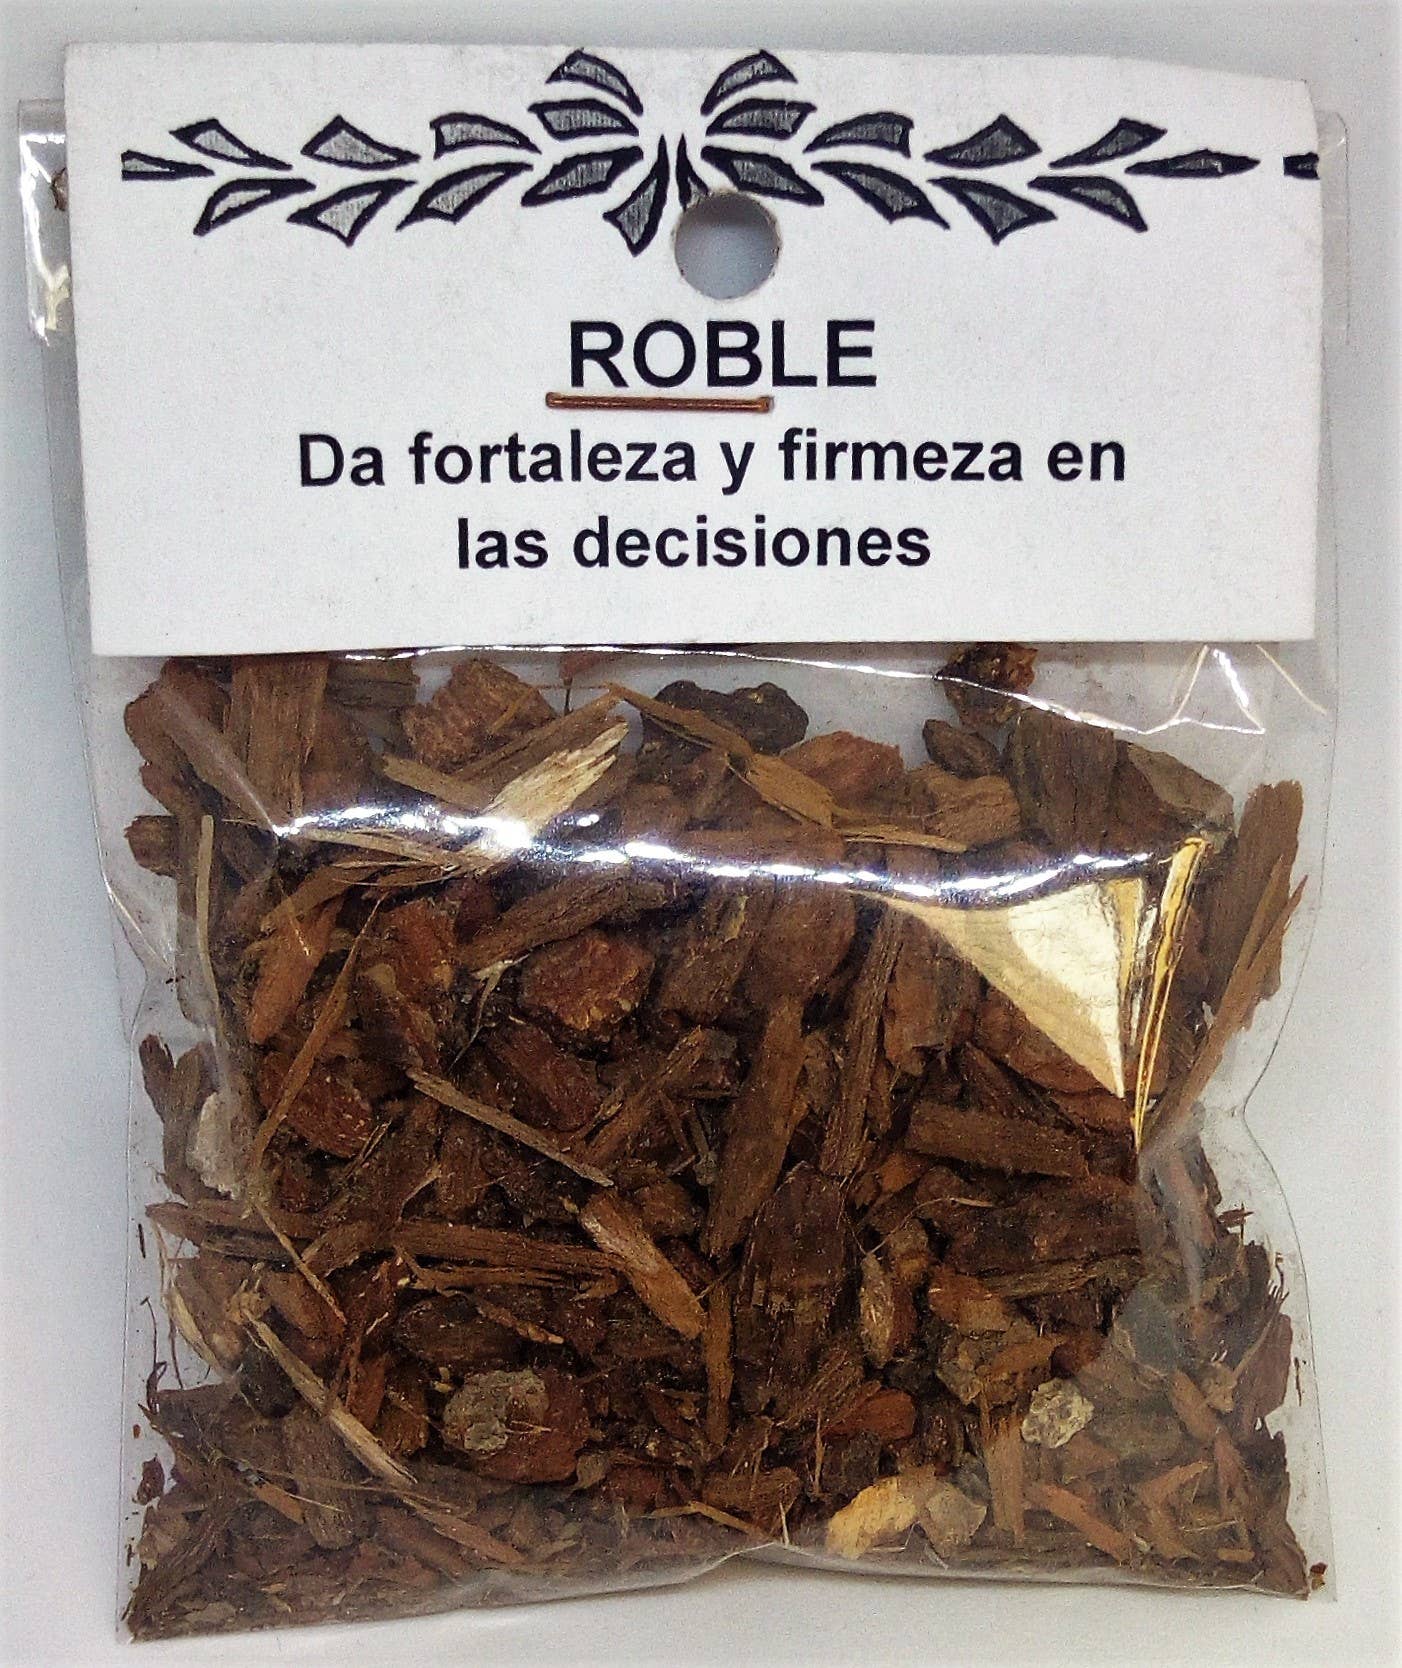 ROBLE
Da fortaleza y firmeza en
las decisiones